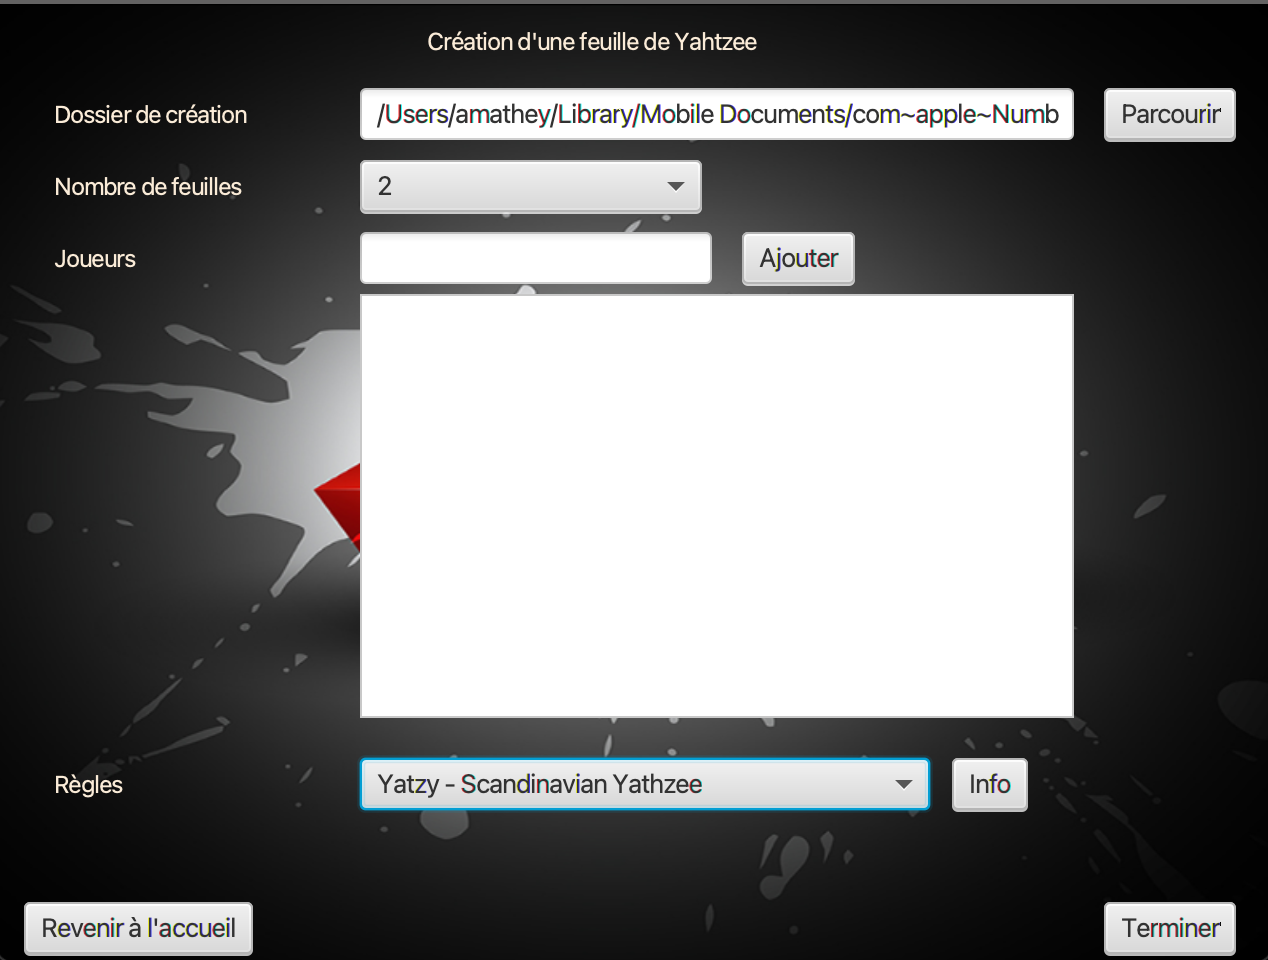 Création d'une feuille de Yahtzee
Dossier de création
/Users/amathey/Library/Mobile Documents/com~apple~Numb
Parcourir
Nombre de feuilles
2
Joueurs
Ajouter
Règles
Yatzy - Scandinavian Yathzee
Info
Revenir à l'accueil
Terminer